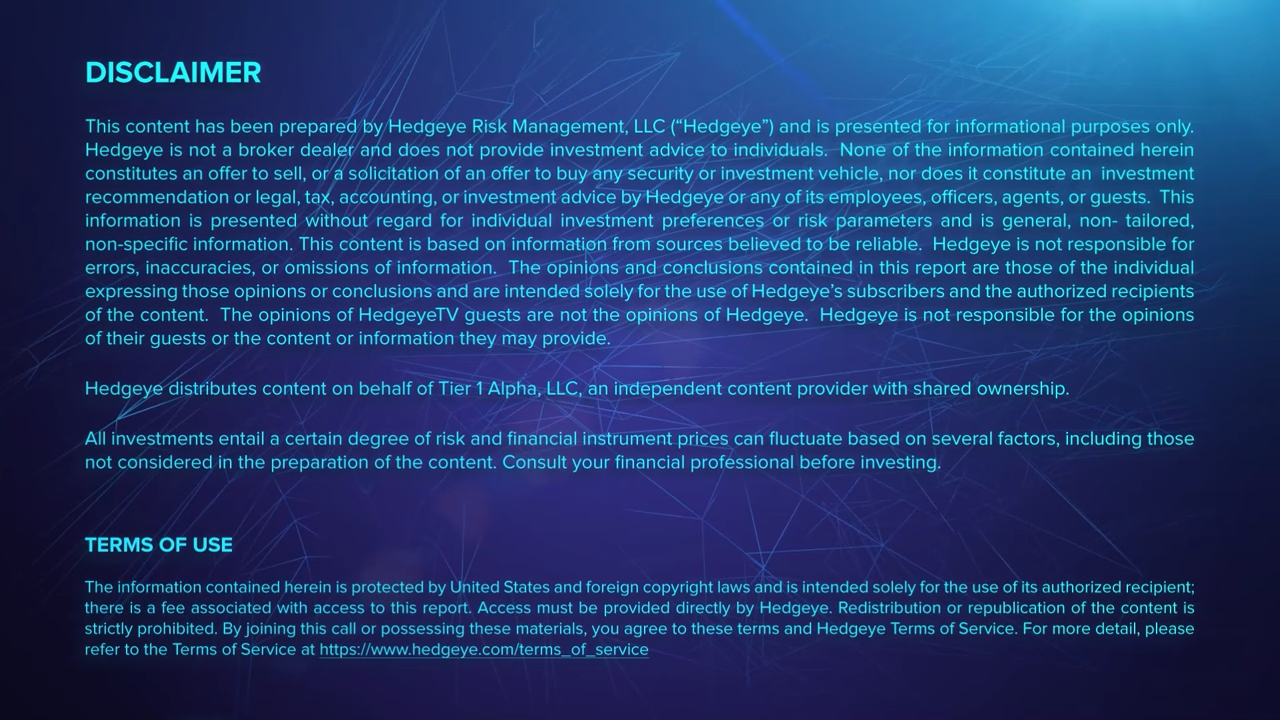 DISCLAIMER
This content has been prepared by Hedgeye Risk Management, LLC (“Hedgeye”) and is presented for informational purposes only.
Hedgeye is not a broker dealer and does not provide investment advice to individuals.  None of the information contained herein
constitutes an offer to sell, or a solicitation of an offer to buy any security or investment vehicle, nor does it constitute an  investment
recommendation or legal, tax, accounting, or investment advice by Hedgeye or any of its employees, officers, agents, or guests.  This
information is presented without regard for individual investment preferences or risk parameters and is general, non- tailored,
non-specific information. This content is based on information from sources believed to be reliable.  Hedgeye is not responsible for
errors, inaccuracies, or omissions of information.  The opinions and conclusions contained in this report are those of the individual
expressing those opinions or conclusions and are intended solely for the use of Hedgeye’s subscribers and the authorized recipients
of the content.  The opinions of HedgeyeTV guests are not the opinions of Hedgeye.  Hedgeye is not responsible for the opinions
of their guests or the content or information they may provide.
Hedgeye distributes content on behalf of Tier 1 Alpha, LLC, an independent content provider with shared ownership.
All investments entail a certain degree of risk and financial instrument prices can fluctuate based on several factors, including those
not considered in the preparation of the content. Consult your financial professional before investing.
TERMS OF USE
The information contained herein is protected by United States and foreign copyright laws and is intended solely for the use of its authorized recipient;
there is a fee associated with access to this report. Access must be provided directly by Hedgeye. Redistribution or republication of the content is
strictly prohibited. By joining this call or possessing these materials, you agree to these terms and Hedgeye Terms of Service. For more detail, please
refer to the Terms of Service at https://www.hedgeye.com/terms_of_service